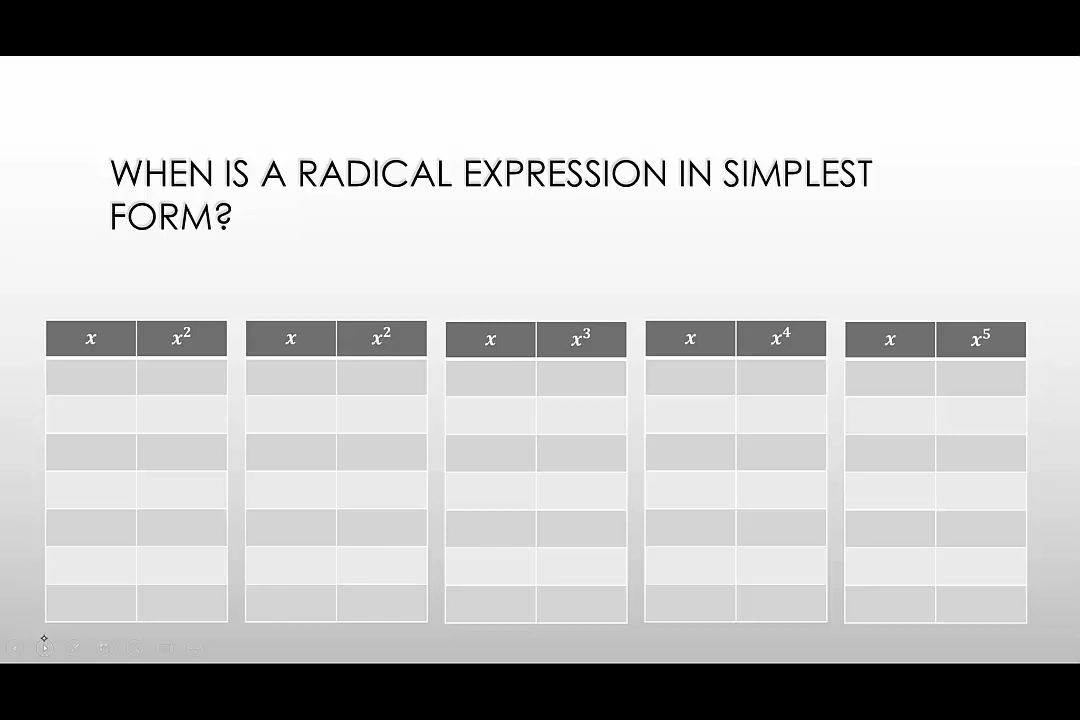 WHEN IS A RADICAL EXPRESSION IN SIMPLEST
FORM?
x x² x x² x x³ x x⁴ x x⁵